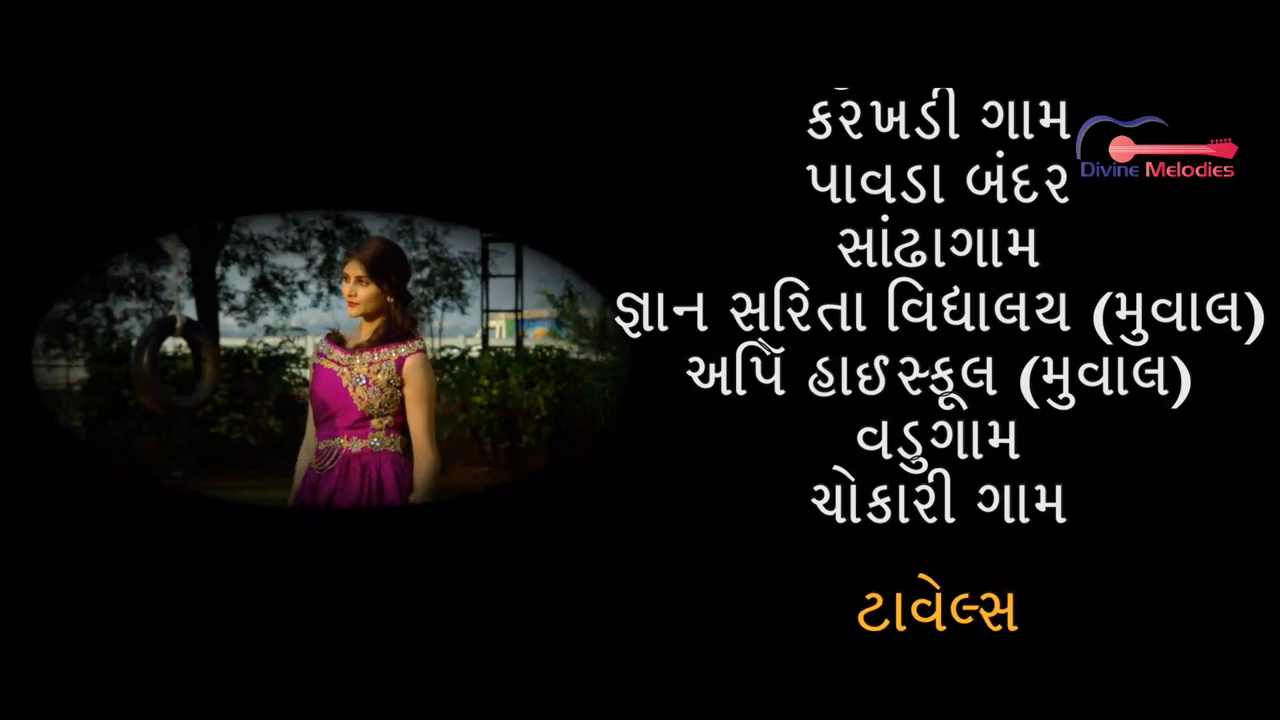 કરખડી ગામ
Divine Melodies
પાવડા બંદર
સાંઢાગામ
જ્ઞાન સરિતા વિદ્યાલય (મુવાલ)
અર્પિ હાઈસ્કૂલ (મુવાલ)
વડુગામ
ચોકારી ગામ
ટાવેલ્સ